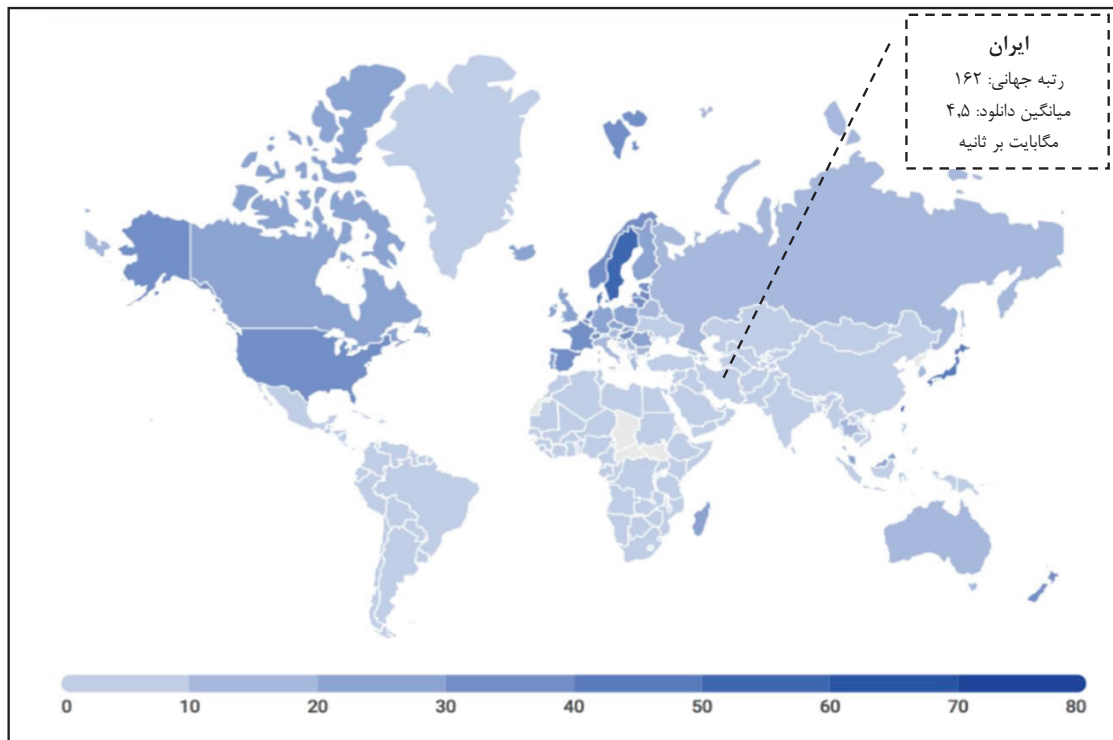 ایران
رتبه جهانی: ۱۶۲
میانگین دانلود: ۴,۵
مگابایت بر ثانیه
0 10 20 30 40 50 60 70 80